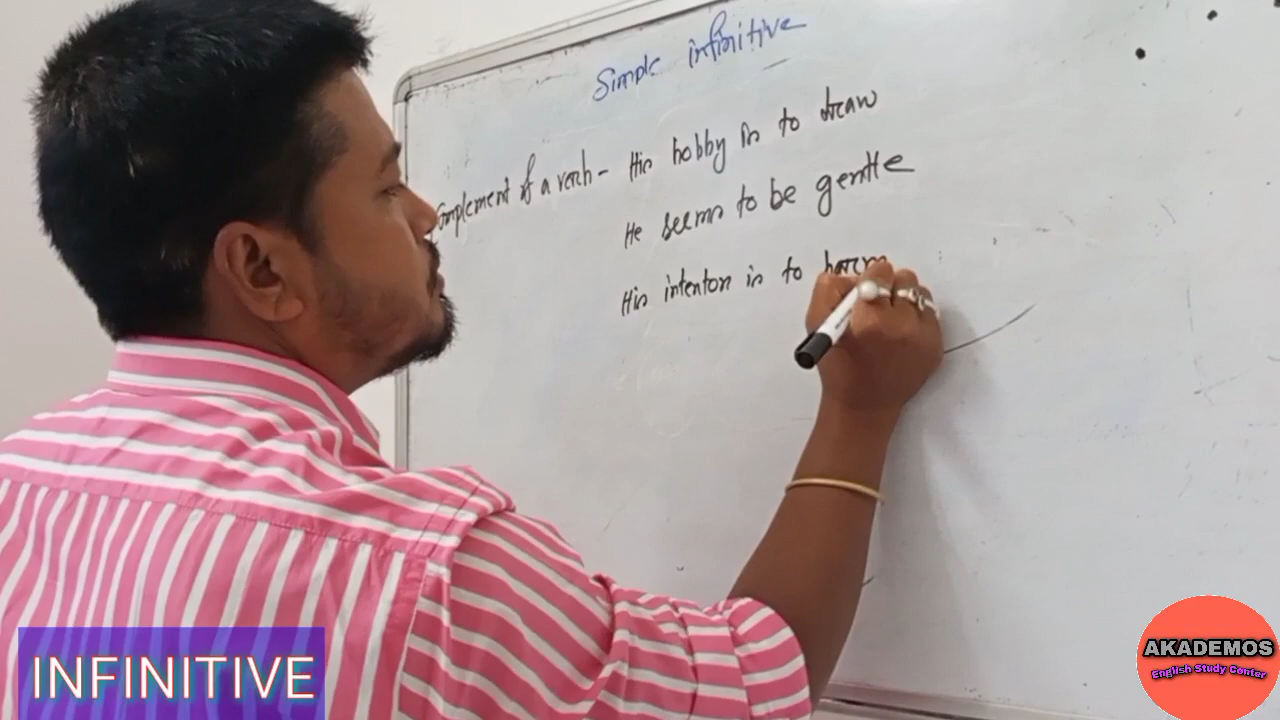 Simple infinitive
complement of a verb - His hobby is to draw
He seems to be gentle
His intenton is to harm
INFINITIVE
AKADEMOS
English Study Center